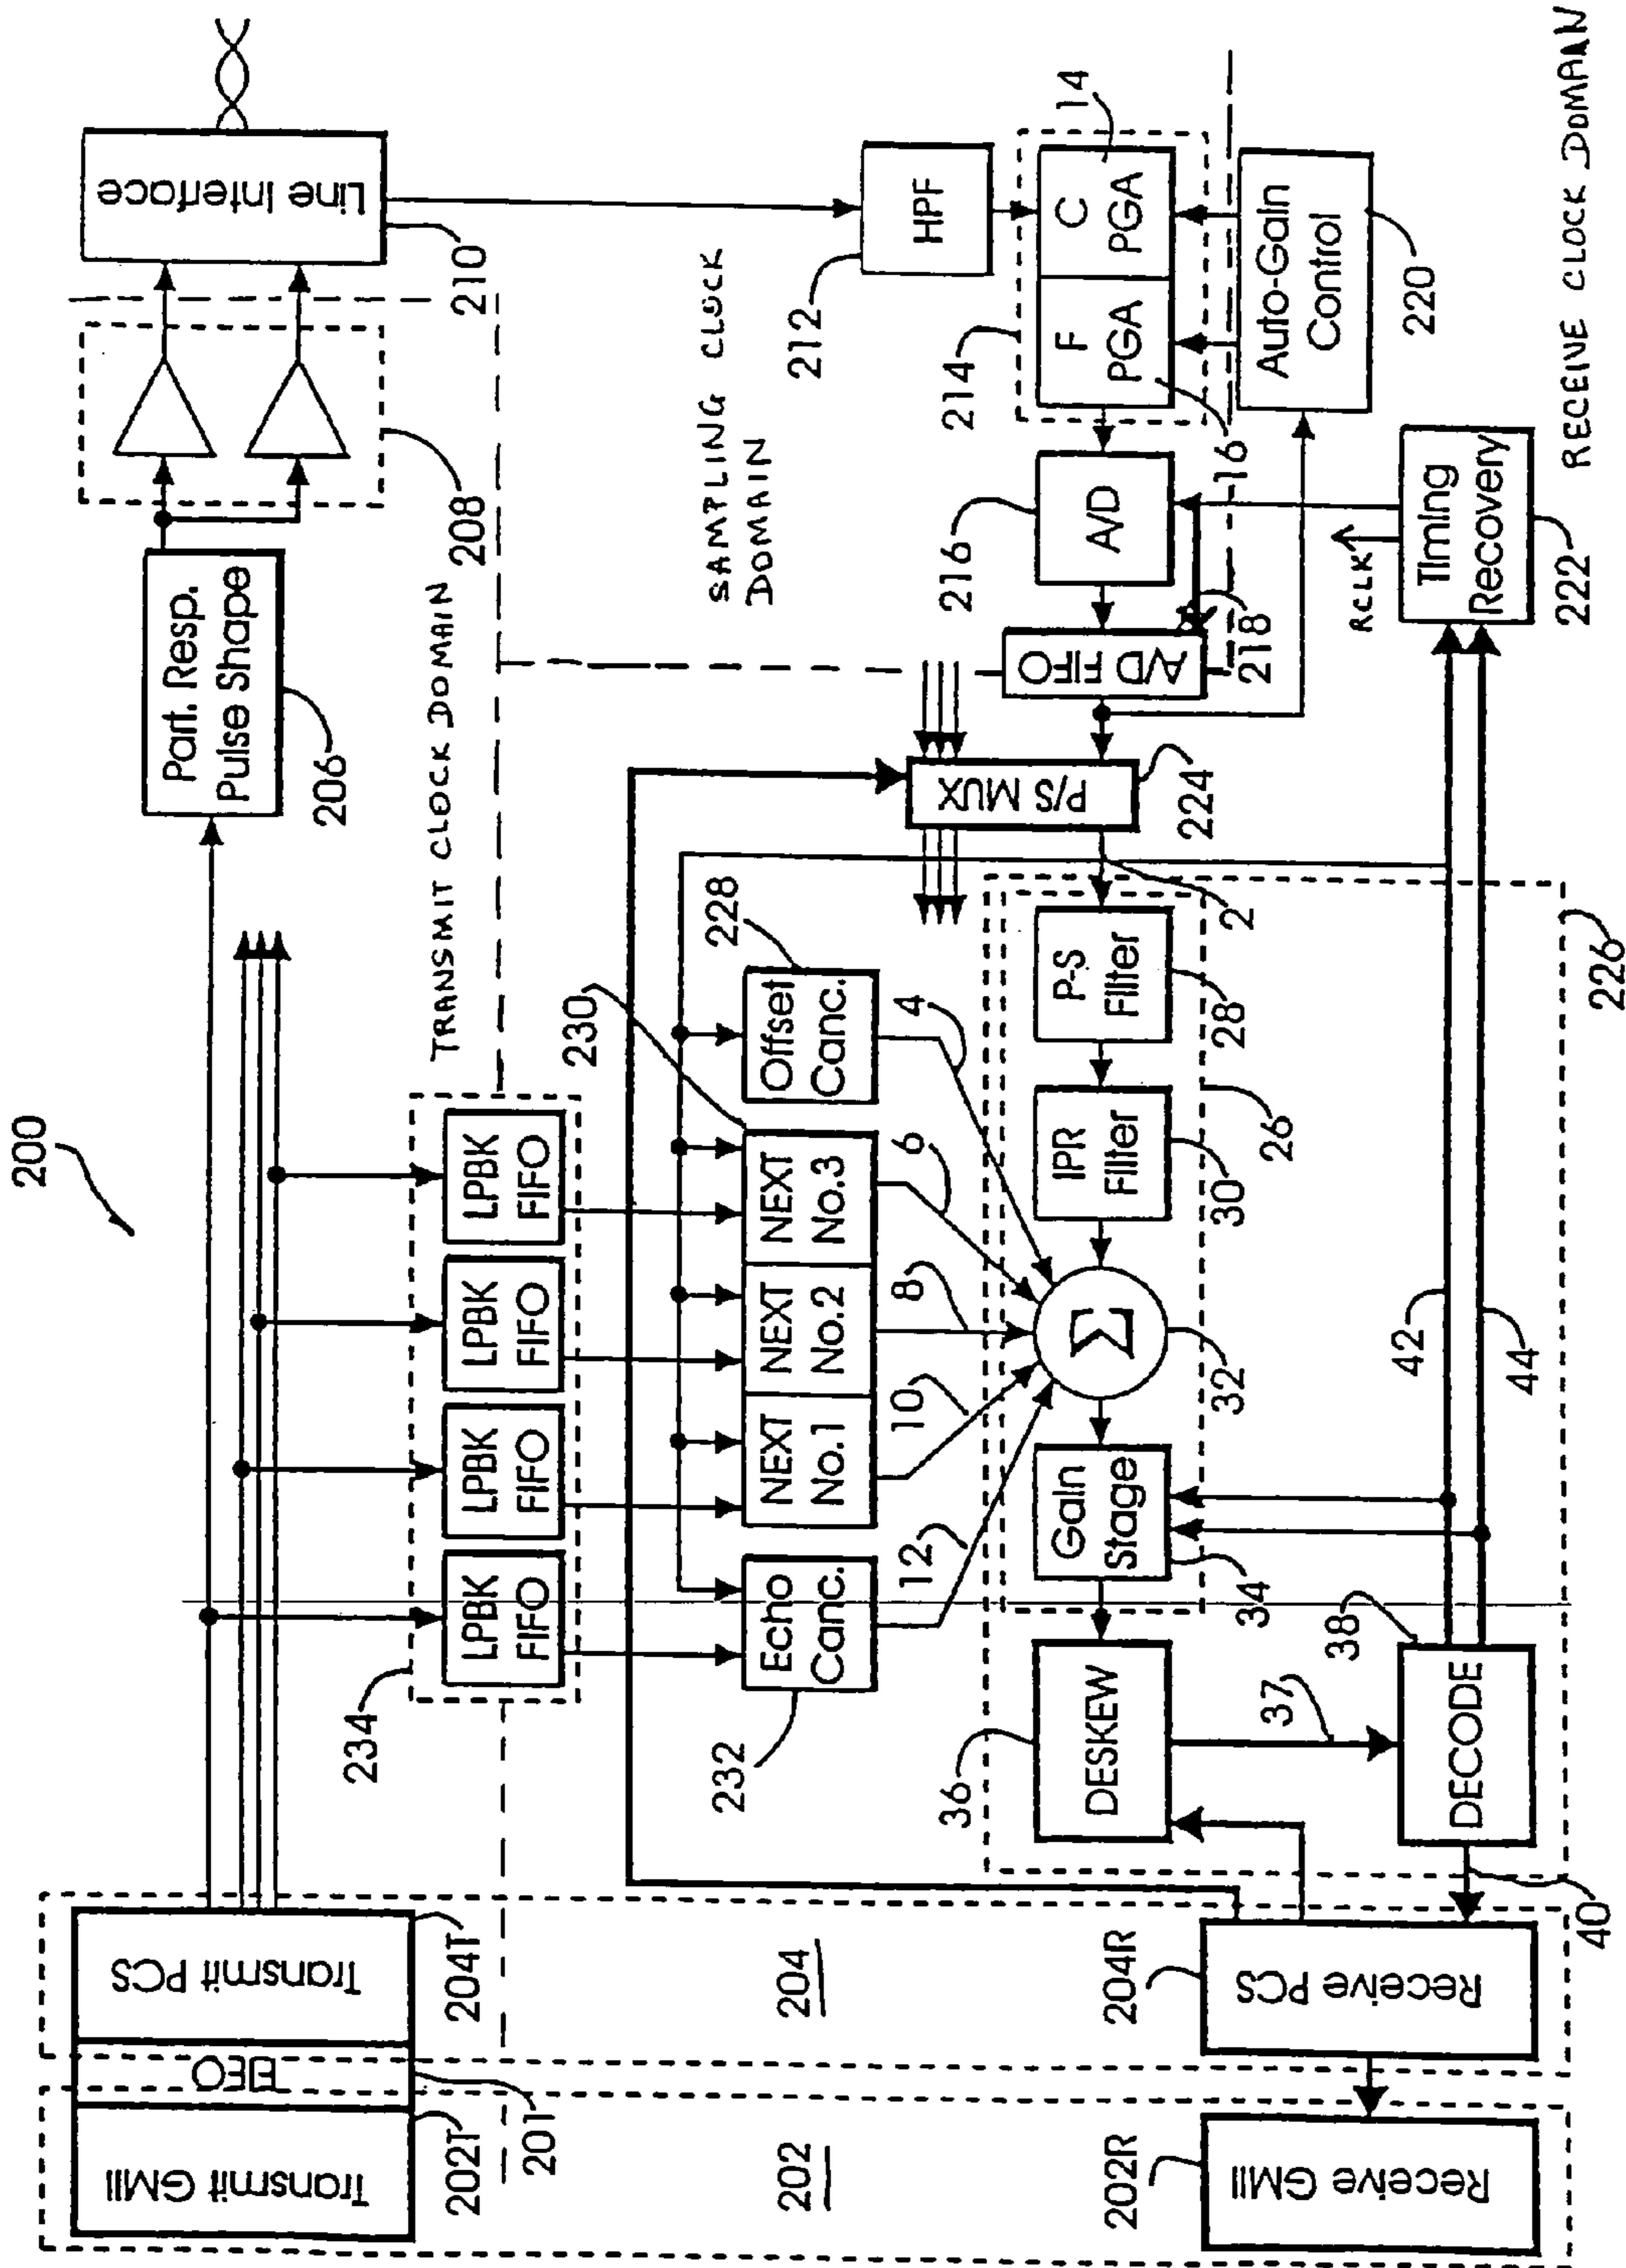 200
Transmit GMII
202T
FIFO
201
Transmit PCS
204T
Part. Resp.
Pulse Shape
206
208
Line Interface
210
TRANSMIT CLOCK DOMAIN
234
LPBK
FIFO
LPBK
FIFO
LPBK
FIFO
LPBK
FIFO
230
228
SAMPLING CLOCK
DOMAIN
202
204
232
Echo
Canc.
NEXT
No.1
NEXT
No.2
NEXT
No.3
Offset
Canc.
12
10
8
6
4
212
HPF
P/S MUX
224
36
DESKEW
Gain
Stage
34
Σ
32
IPR
Filter
30
P-S
Filter
28
26
2
A/D FIFO
218
216
A/D
214
F
PGA
16
C
PGA
14
37
38
DECODE
40
42
44
226
RCLK
Timing
Recovery
222
Auto-Gain
Control
220
202R
Receive GMII
204R
Receive PCS
RECEIVE CLOCK DOMAIN